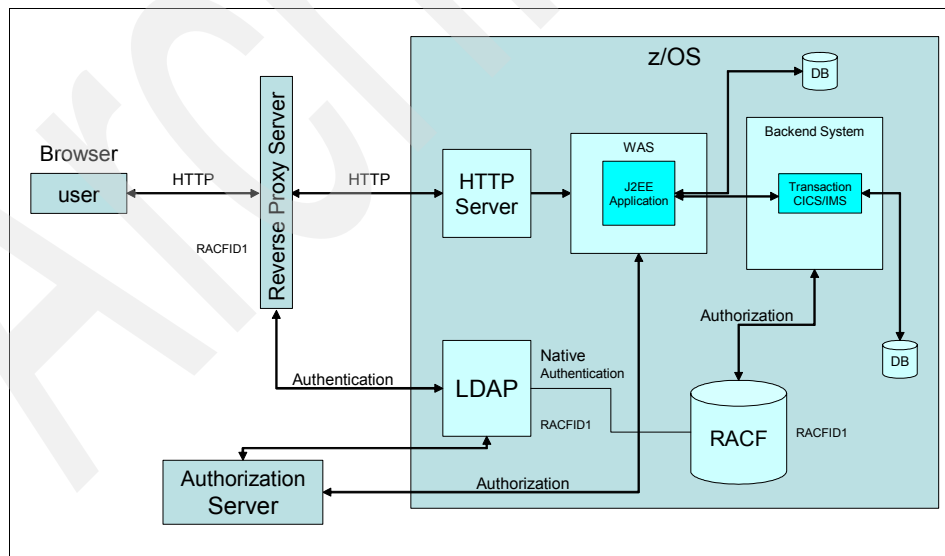 z/OS
DB
Backend System
WAS
Browser
user
HTTP
Reverse Proxy Server
HTTP
HTTP
Server
J2EE
Application
Transaction
CICS/IMS
RACFID1
Authorization
DB
Authentication
LDAP
Native
Authentication
RACFID1
RACF
RACFID1
Authorization
Server
Authorization